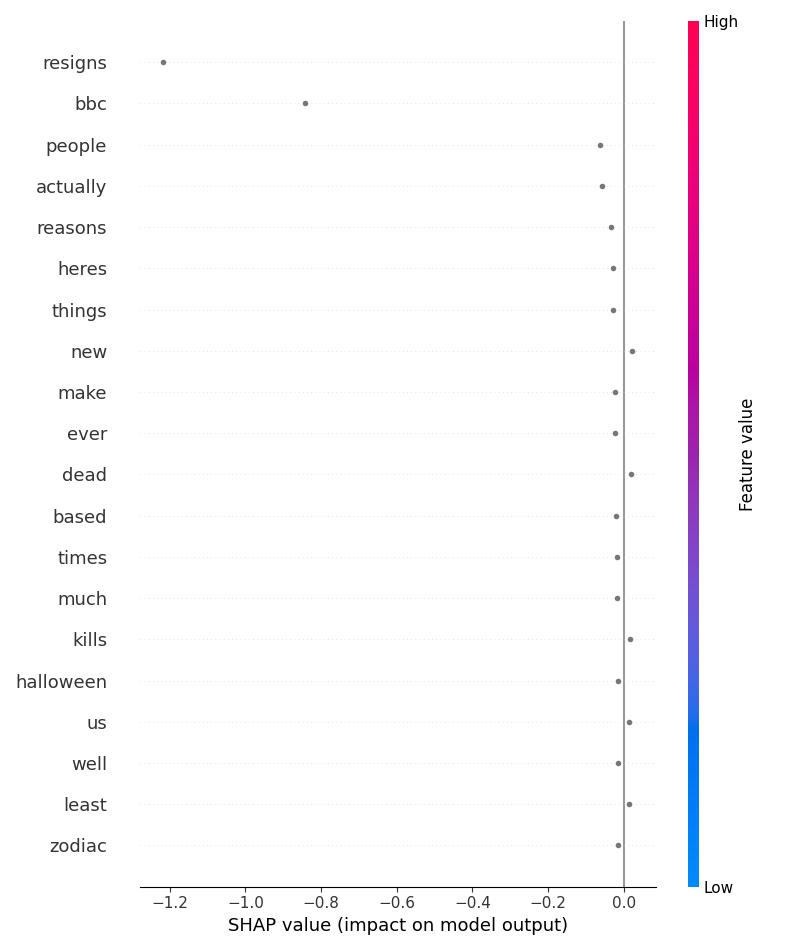 High
resigns
bbc
people
actually
reasons
heres
things
new
make
ever
dead
based
times
much
kills
halloween
us
well
least
zodiac
Feature value
Low
−1.2 −1.0 −0.8 −0.6 −0.4 −0.2 0.0
SHAP value (impact on model output)